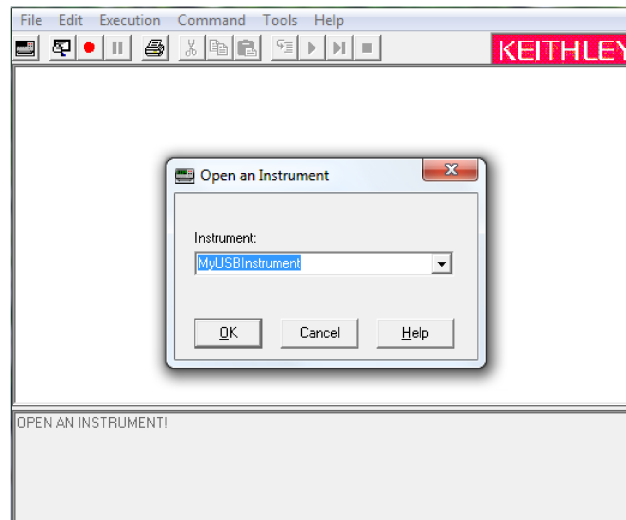 File Edit Execution Command Tools Help
KEITHLEY
Open an Instrument
Instrument:
MyUSBInstrument
OK Cancel Help
OPEN AN INSTRUMENT!